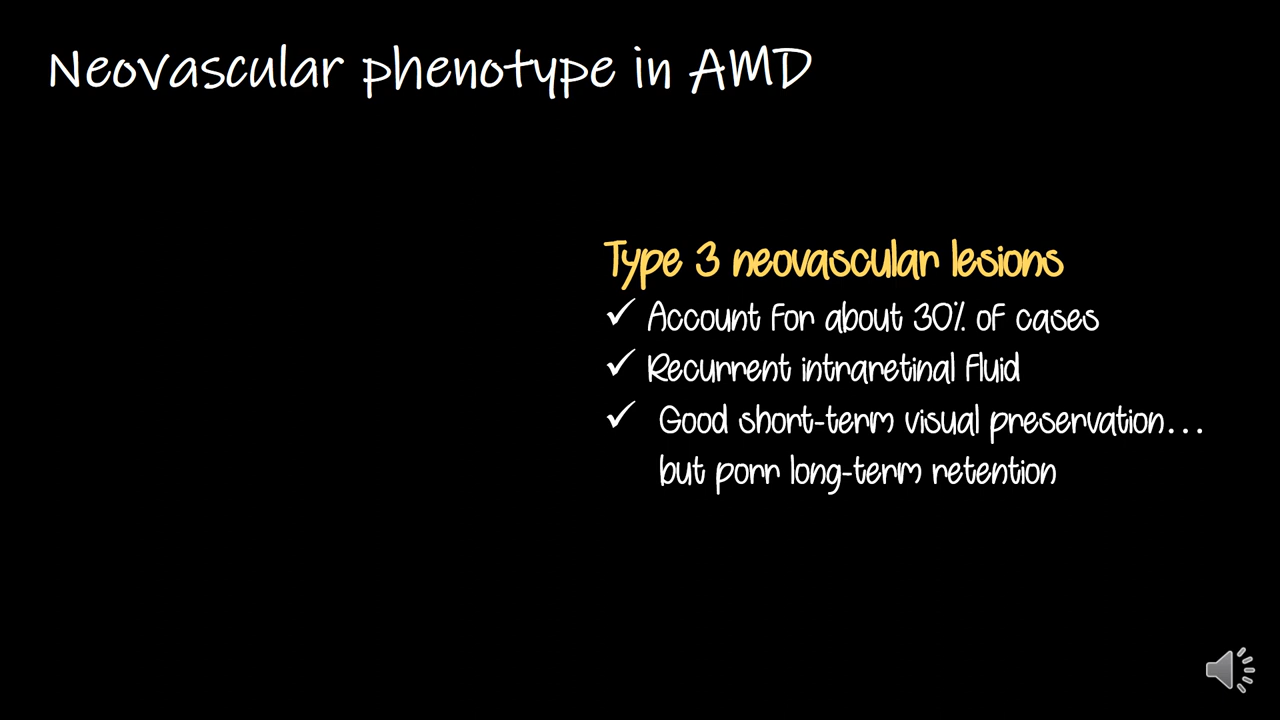 Neovascular phenotype in AMD
Type 3 neovascular lesions
✓ Account for about 30% of cases
✓ Recurrent intraretinal fluid
✓ Good short-term visual preservation...
but porr long-term retention